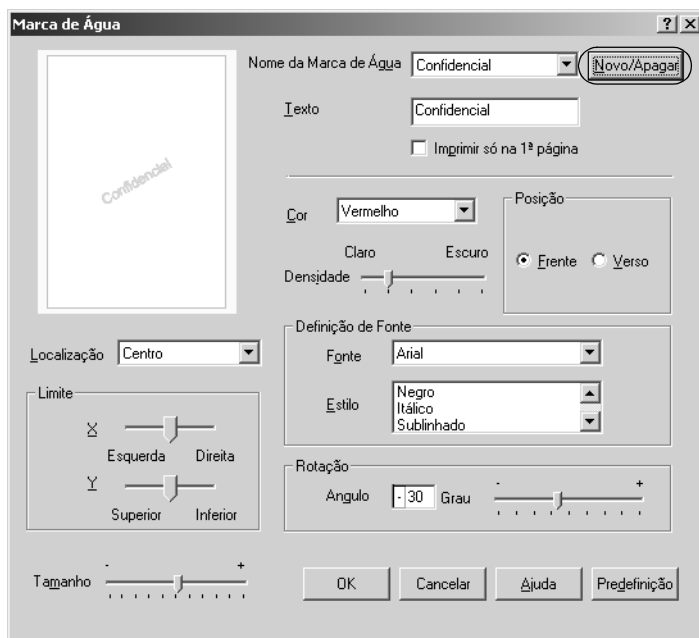 Marca de Água ? ×
Nome da Marca de Água Confidencial Novo/Apagar
Texto Confidencial
Imprimir só na 1ª página
Confidencial
Cor Vermelho
Posição
Claro Escuro
Densidade
Frente Verso
Localização Centro
Definição de Fonte
Fonte Arial
Estilo Negro
Itálico
Sublinhado
Limite
X
Esquerda Direita
Y
Superior Inferior
Rotação
- +
Angulo - 30 Grau
- +
Tamanho
OK Cancelar Ajuda Predefinição